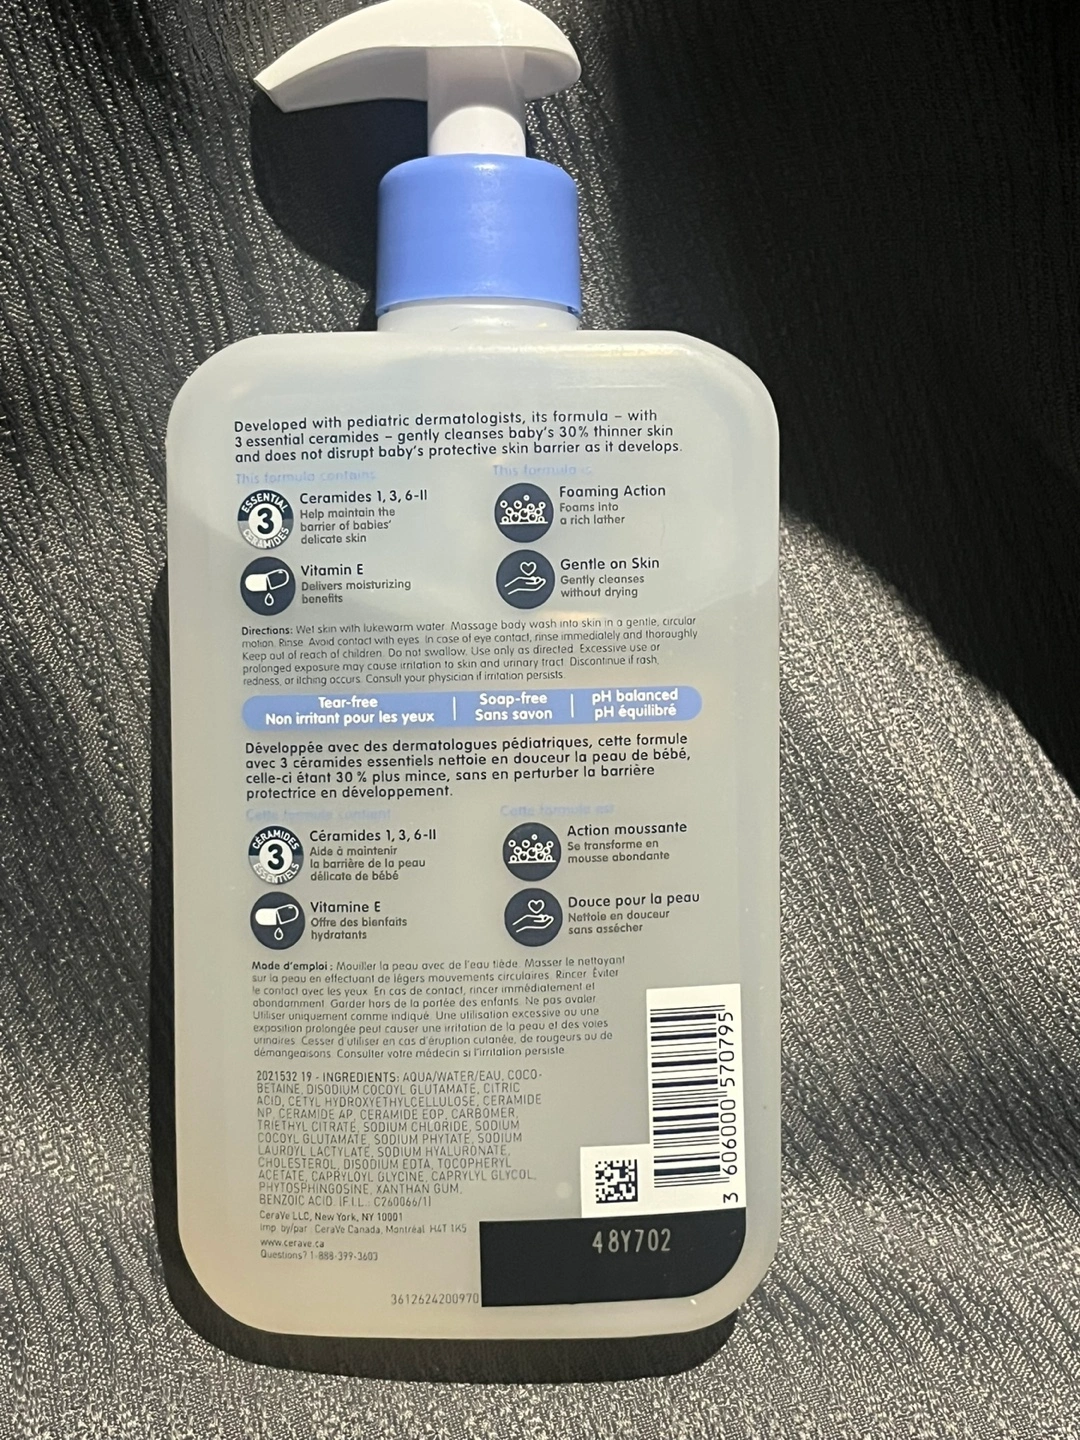 Developed with pediatric dermatologists, its formula – with
3 essential ceramides – gently cleanses baby's 30% thinner skin
and does not disrupt baby's protective skin barrier as it develops.
This formula contains
This formula is
ESSENTIAL
3
CERAMIDES
Ceramides 1, 3, 6-II
Help maintain the
barrier of babies'
delicate skin
Foaming Action
Foams into
a rich lather
Vitamin E
Delivers moisturizing
benefits
Gentle on Skin
Gently cleanses
without drying
Directions: Wet skin with lukewarm water. Massage body wash into skin in a gentle, circular
motion. Rinse. Avoid contact with eyes. In case of eye contact, rinse immediately and thoroughly.
Keep out of reach of children. Do not swallow. Use only as directed. Excessive use or
prolonged exposure may cause irritation to skin and urinary tract. Discontinue if rash,
redness, or itching occurs. Consult your physician if irritation persists.
Tear-free
Non irritant pour les yeux
Soap-free
Sans savon
pH balanced
pH équilibré
Développée avec des dermatologues pédiatriques, cette formule
avec 3 céramides essentiels nettoie en douceur la peau de bébé,
celle-ci étant 30 % plus mince, sans en perturber la barrière
protectrice en développement.
Cette formule contient
Cette formule est
CÉRAMIDES
3
ESSENTIELS
Céramides 1, 3, 6-II
Aide à maintenir
la barrière de la peau
délicate de bébé
Action moussante
Se transforme en
mousse abondante
Vitamine E
Offre des bienfaits
hydratants
Douce pour la peau
Nettoie en douceur
sans assécher
Mode d'emploi : Mouiller la peau avec de l'eau tiède. Masser le nettoyant
sur la peau en effectuant de légers mouvements circulaires. Rincer. Éviter
le contact avec les yeux. En cas de contact, rincer immédiatement et
abondamment. Garder hors de la portée des enfants. Ne pas avaler.
Utiliser uniquement comme indiqué. Une utilisation excessive ou une
exposition prolongée peut causer une irritation de la peau et des voies
urinaires. Cesser d'utiliser en cas d'éruption cutanée, de rougeurs ou de
démangeaisons. Consulter votre médecin si l'irritation persiste.
2021532 19 - INGREDIENTS: AQUA/WATER/EAU, COCO-
BETAINE, DISODIUM COCOYL GLUTAMATE, CITRIC
ACID, CETYL HYDROXYETHYLCELLULOSE, CERAMIDE
NP, CERAMIDE AP, CERAMIDE EOP, CARBOMER,
TRIETHYL CITRATE, SODIUM CHLORIDE, SODIUM
COCOYL GLUTAMATE, SODIUM PHYTATE, SODIUM
LAUROYL LACTYLATE, SODIUM HYALURONATE,
CHOLESTEROL, DISODIUM EDTA, TOCOPHERYL
ACETATE, CAPRYLOYL GLYCINE, CAPRYLYL GLYCOL,
PHYTOSPHINGOSINE, XANTHAN GUM,
BENZOIC ACID. (F.I.L.: C260066/1)
CeraVe LLC, New York, NY 10001
Imp. by/par : CeraVe Canada, Montréal H4T 1K5
www.cerave.ca
Questions? 1-888-399-3603
3 606000 570795
48Y702
3612624200970